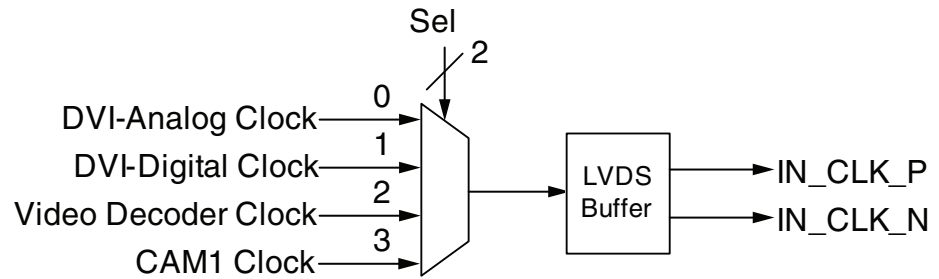 Sel
2
0
DVI-Analog Clock
1
DVI-Digital Clock
2
Video Decoder Clock
3
CAM1 Clock
LVDS
Buffer
IN_CLK_P
IN_CLK_N